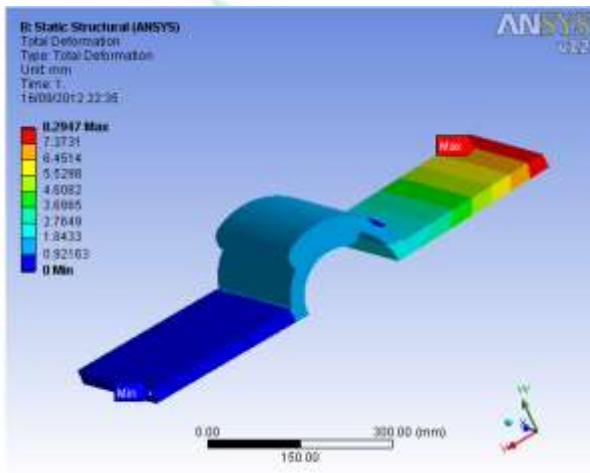 B: Static Structural (ANSYS)
Total Deformation
Type: Total Deformation
Unit: mm
Time: 1
16/09/2012 22:35
8.2947 Max
7.3731
6.4514
5.5298
4.6082
3.6865
2.7649
1.8433
0.92163
0 Min
ANSYS
v12
Max
Min
0.00
300.00 (mm)
150.00